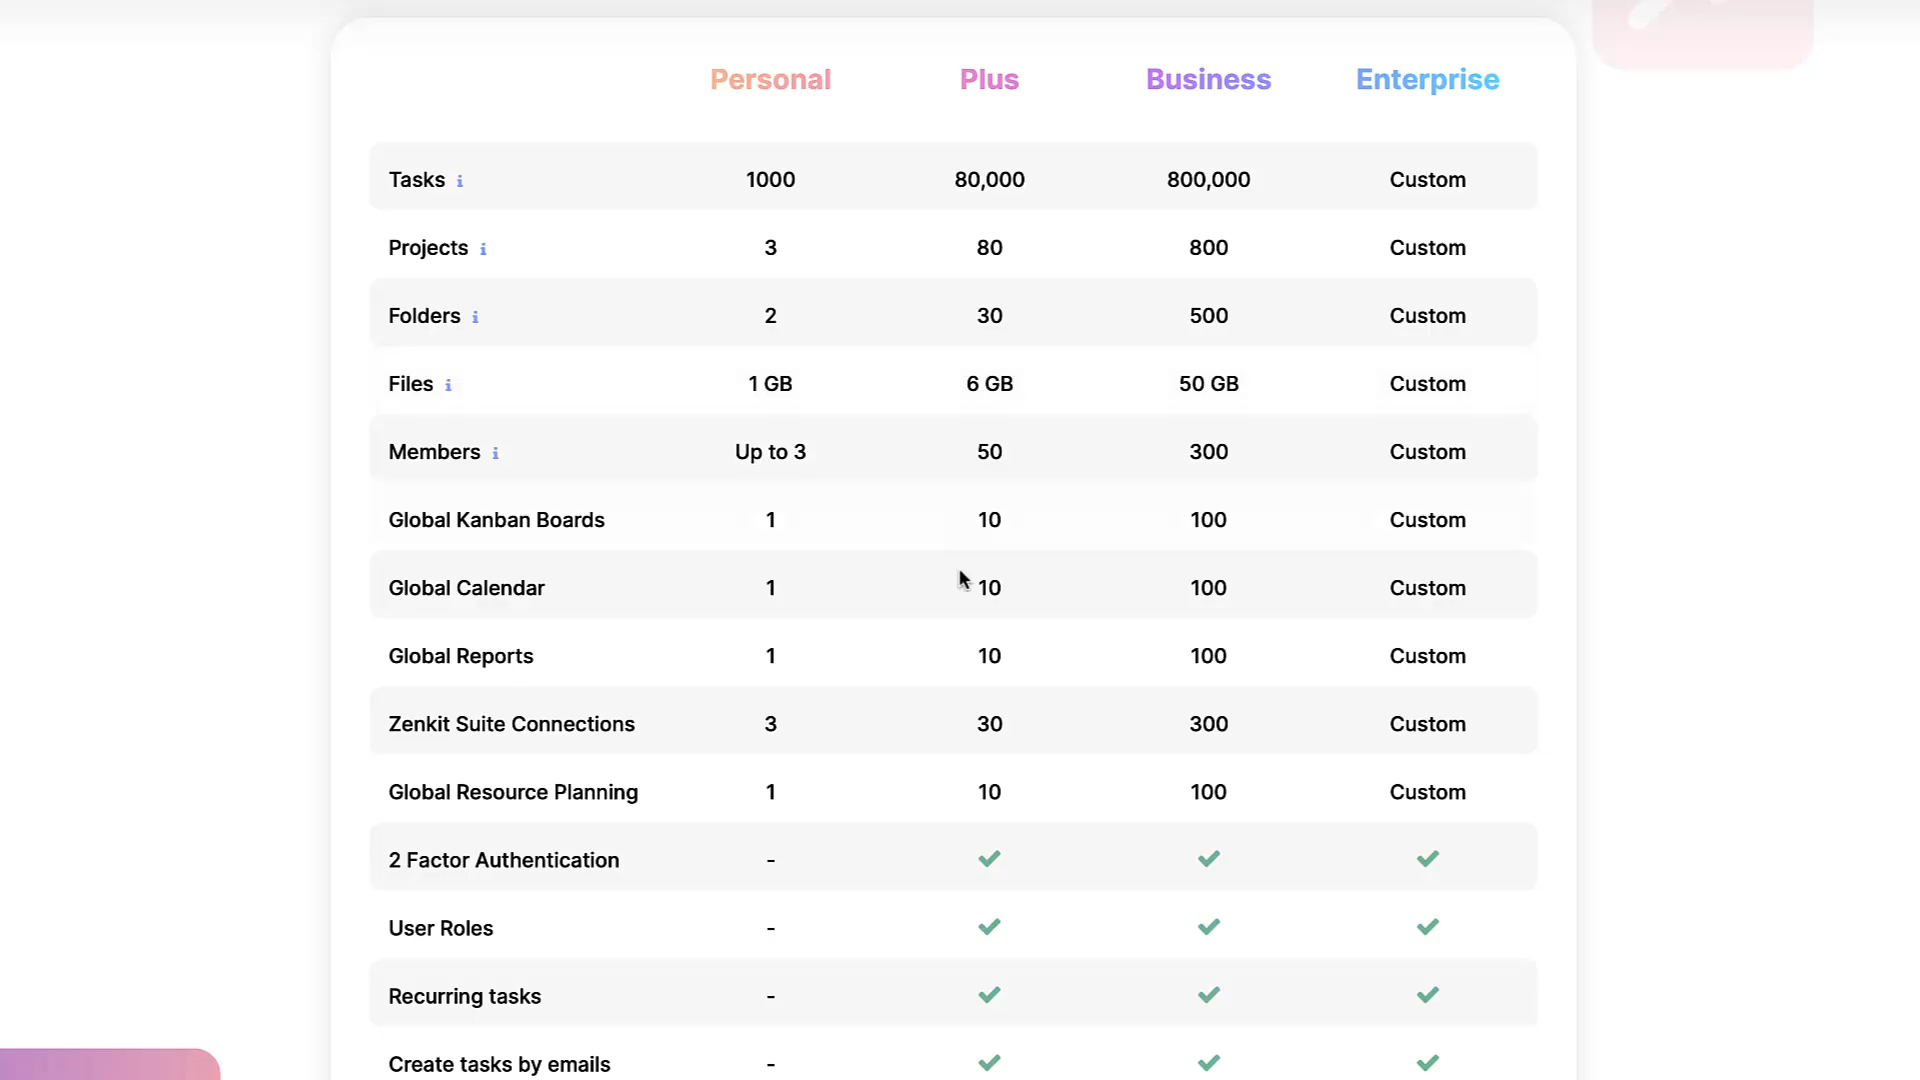 Personal Plus Business Enterprise
Tasks i 1000 80,000 800,000 Custom
Projects i 3 80 800 Custom
Folders i 2 30 500 Custom
Files i 1 GB 6 GB 50 GB Custom
Members i Up to 3 50 300 Custom
Global Kanban Boards 1 10 100 Custom
Global Calendar 1 10 100 Custom
Global Reports 1 10 100 Custom
Zenkit Suite Connections 3 30 300 Custom
Global Resource Planning 1 10 100 Custom
2 Factor Authentication -
User Roles -
Recurring tasks -
Create tasks by emails -